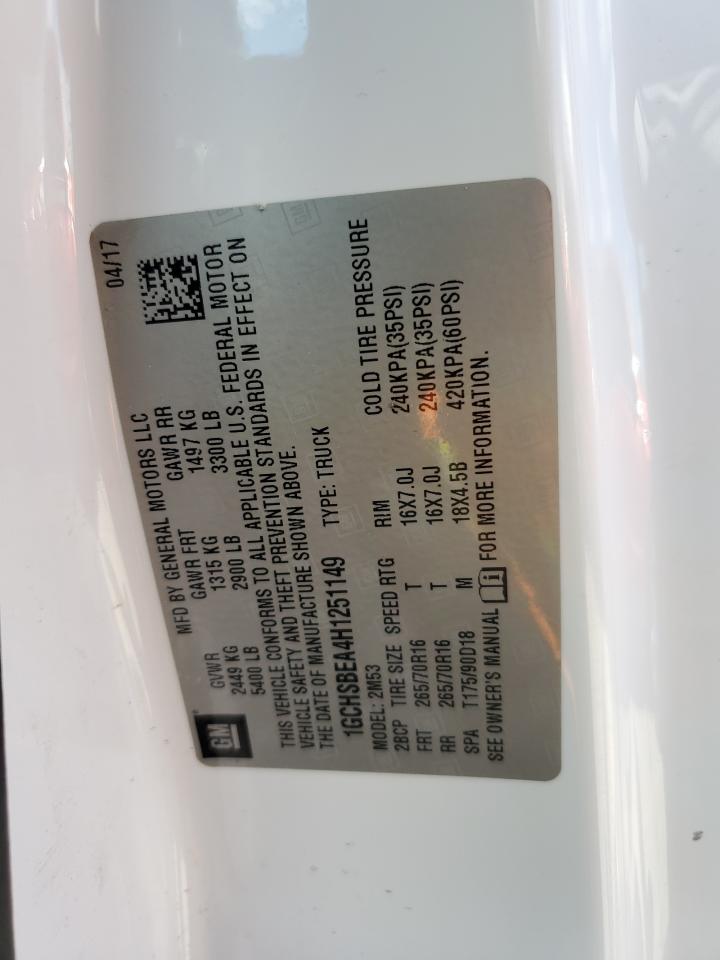 GM
®
MFD BY GENERAL MOTORS LLC 04/17
GVWR GAWR FRT GAWR RR
2449 KG 1315 KG 1497 KG
5400 LB 2900 LB 3300 LB
THIS VEHICLE CONFORMS TO ALL APPLICABLE U.S. FEDERAL MOTOR
VEHICLE SAFETY AND THEFT PREVENTION STANDARDS IN EFFECT ON
THE DATE OF MANUFACTURE SHOWN ABOVE.
1GCHSBEA4H1251149 TYPE: TRUCK
MODEL: 2M53
2BCP TIRE SIZE SPEED RTG RIM COLD TIRE PRESSURE
FRT 265/70R16 T 16X7.0J 240KPA(35PSI)
RR 265/70R16 T 16X7.0J 240KPA(35PSI)
SPA T175/90D18 M 18X4.5B 420KPA(60PSI)
SEE OWNER'S MANUAL FOR MORE INFORMATION.